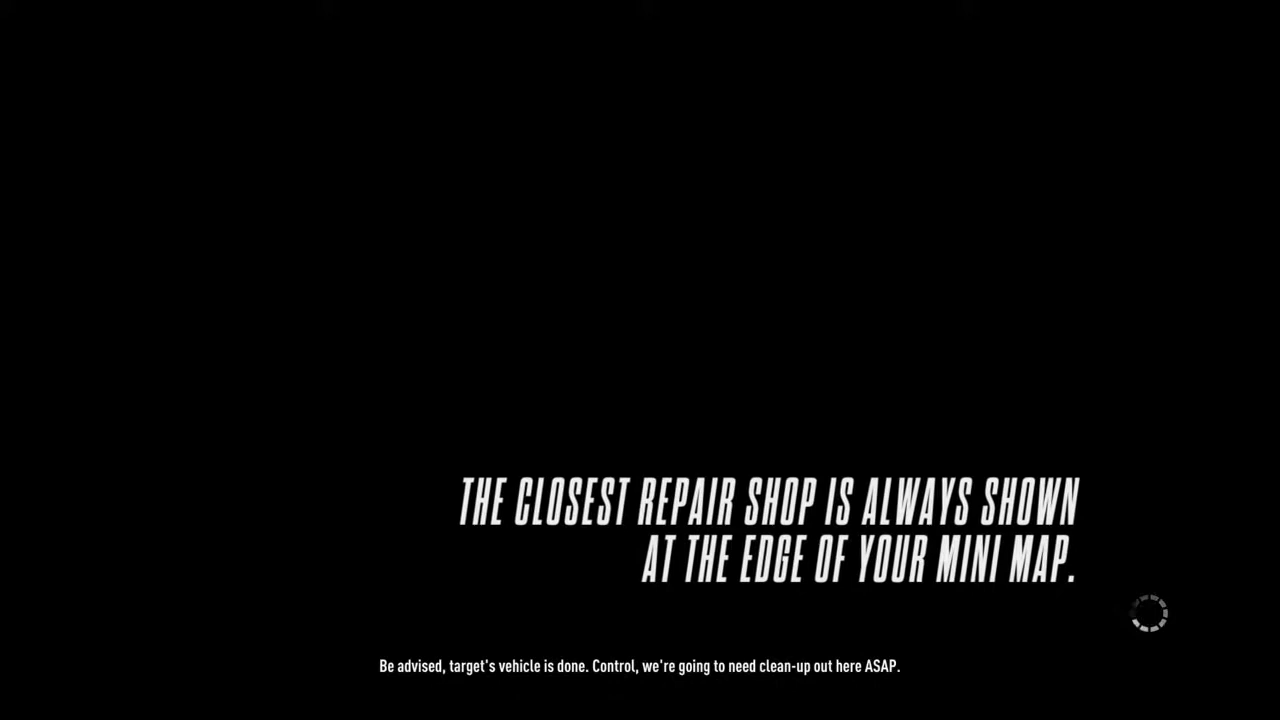 THE CLOSEST REPAIR SHOP IS ALWAYS SHOWN
AT THE EDGE OF YOUR MINI MAP.
Be advised, target's vehicle is done. Control, we're going to need clean-up out here ASAP.